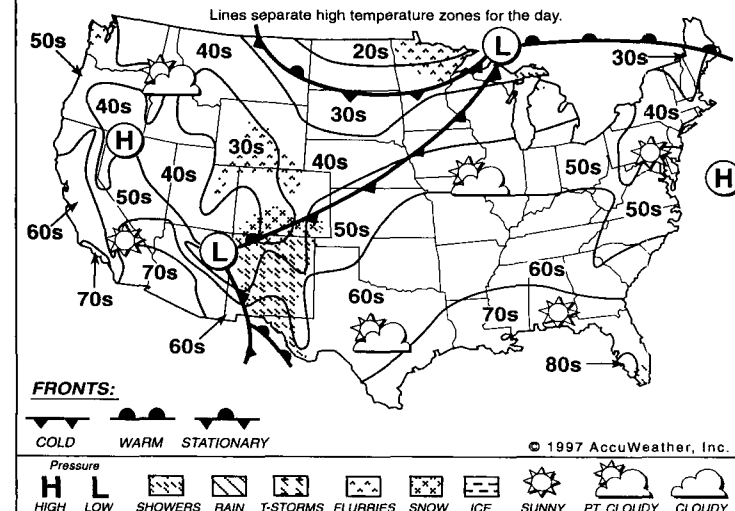 Lines separate high temperature zones for the day.
50s 40s 20s L
30s
40s 30s 40s
H 30s 40s 50s H
40s
50s 50s
60s 50s
L
70s 70s 60s
60s 70s
60s 80s
FRONTS:
COLD WARM STATIONARY
© 1997 AccuWeather, Inc.
Pressure
H L
HIGH LOW SHOWERS RAIN T-STORMS FLURRIES SNOW ICE SUNNY PT. CLOUDY CLOUDY